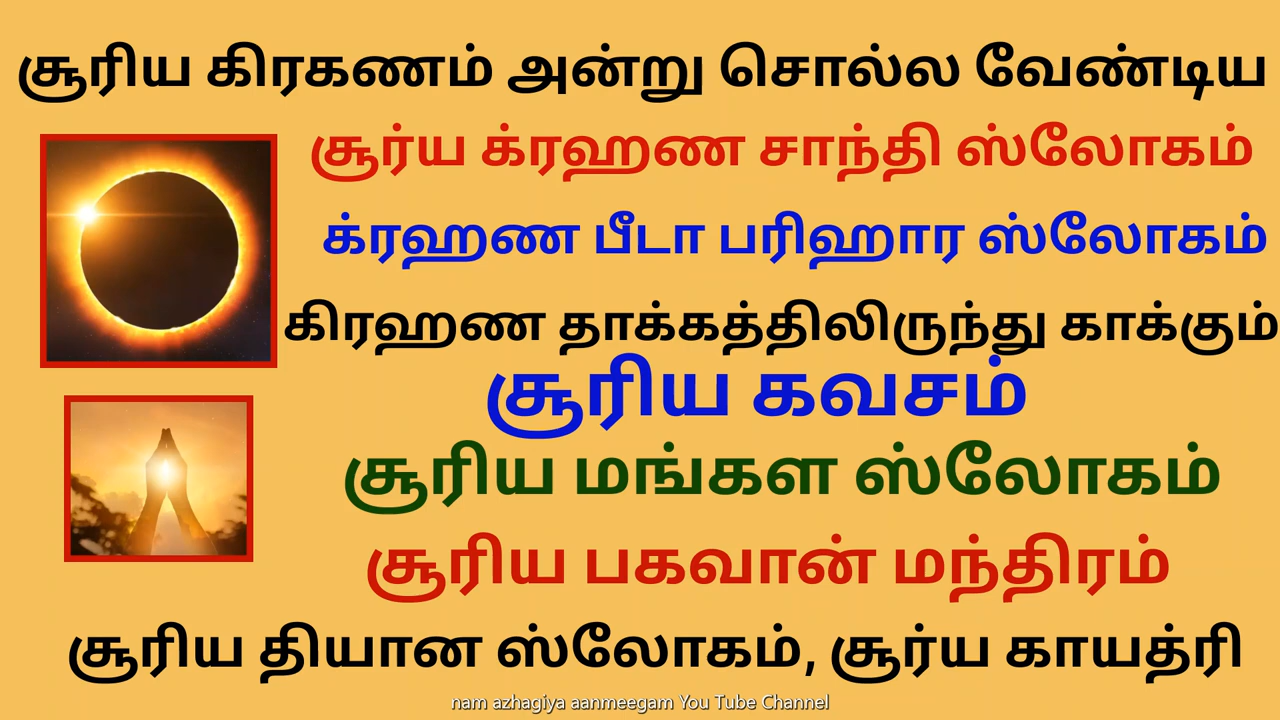 சூரிய கிரகணம் அன்று சொல்ல வேண்டிய
சூர்ய க்ரஹண சாந்தி ஸ்லோகம்
க்ரஹண பீடா பரிஹார ஸ்லோகம்
கிரஹண தாக்கத்திலிருந்து காக்கும்
சூரிய கவசம்
சூரிய மங்கள ஸ்லோகம்
சூரிய பகவான் மந்திரம்
சூரிய தியான ஸ்லோகம், சூர்ய காயத்ரி
nam azhagiya aanmeegam You Tube Channel